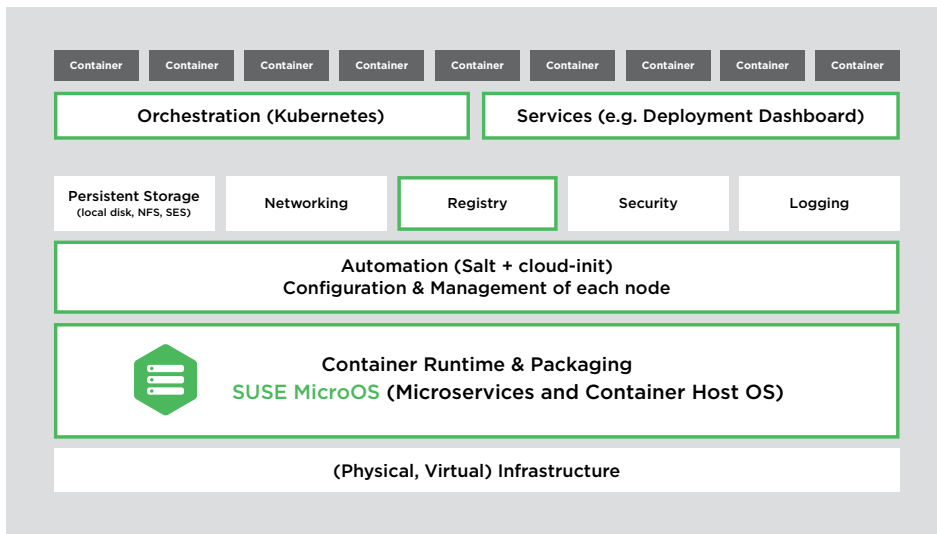 Container Container Container Container Container Container Container Container Container
Orchestration (Kubernetes) Services (e.g. Deployment Dashboard)
Persistent Storage
(local disk, NFS, SES)
Networking
Registry
Security
Logging
Automation (Salt + cloud-init)
Configuration & Management of each node
Container Runtime & Packaging
SUSE MicroOS (Microservices and Container Host OS)
(Physical, Virtual) Infrastructure